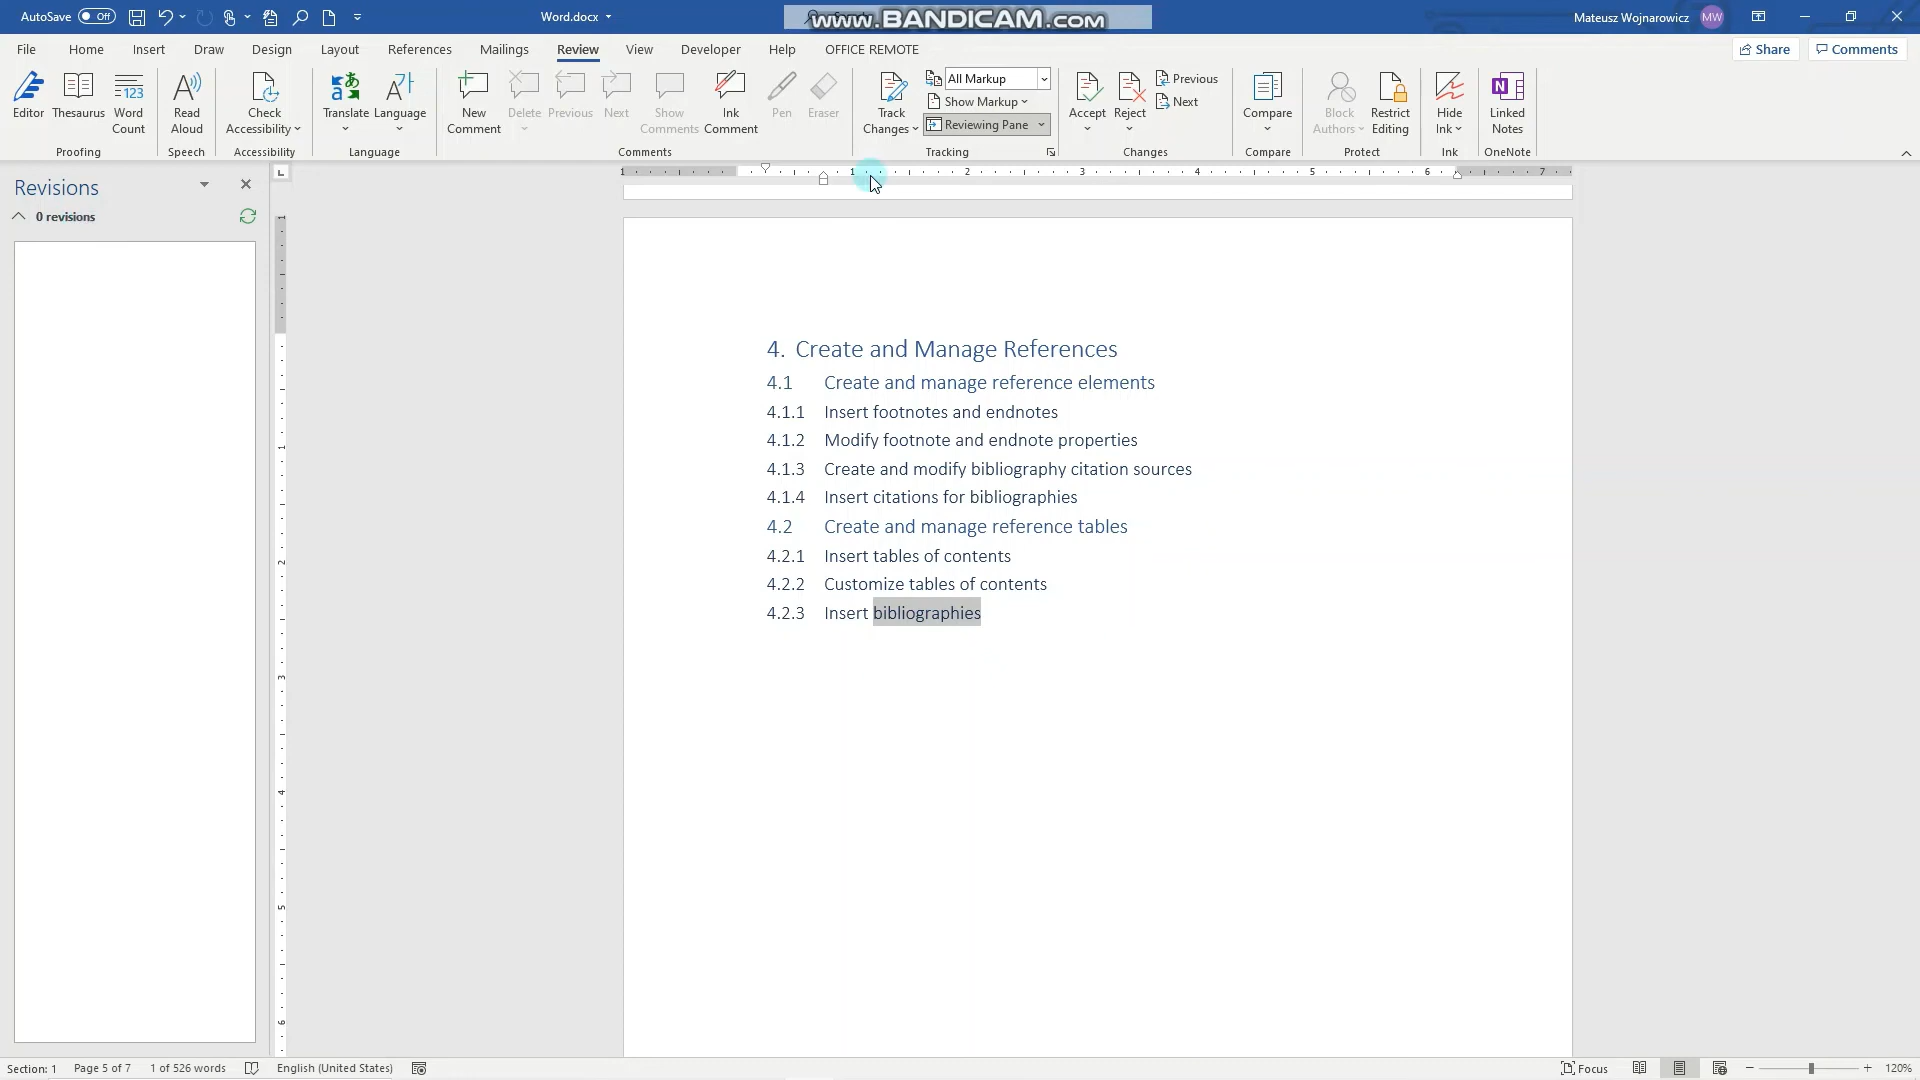 AutoSave Off Word.docx www.BANDICAM.com Mateusz Wojnarowicz MW
File Home Insert Draw Design Layout References Mailings Review View Developer Help OFFICE REMOTE Share Comments
Editor Thesaurus Word Count
Read Aloud
Check Accessibility
Translate Language
New Comment Delete Previous Next Show Comments Ink Comment Pen Eraser
Track Changes All Markup
Show Markup
Reviewing Pane
Accept Reject Previous
Next
Compare
Block Authors Restrict Editing
Hide Ink
Linked Notes
Proofing Speech Accessibility Language Comments Tracking Changes Compare Protect Ink OneNote
1 1 2 3 4 5 6 7
Revisions
0 revisions
4. Create and Manage References
4.1 Create and manage reference elements
4.1.1 Insert footnotes and endnotes
4.1.2 Modify footnote and endnote properties
4.1.3 Create and modify bibliography citation sources
4.1.4 Insert citations for bibliographies
4.2 Create and manage reference tables
4.2.1 Insert tables of contents
4.2.2 Customize tables of contents
4.2.3 Insert bibliographies
Section: 1 Page 5 of 7 1 of 526 words English (United States) Focus 120%